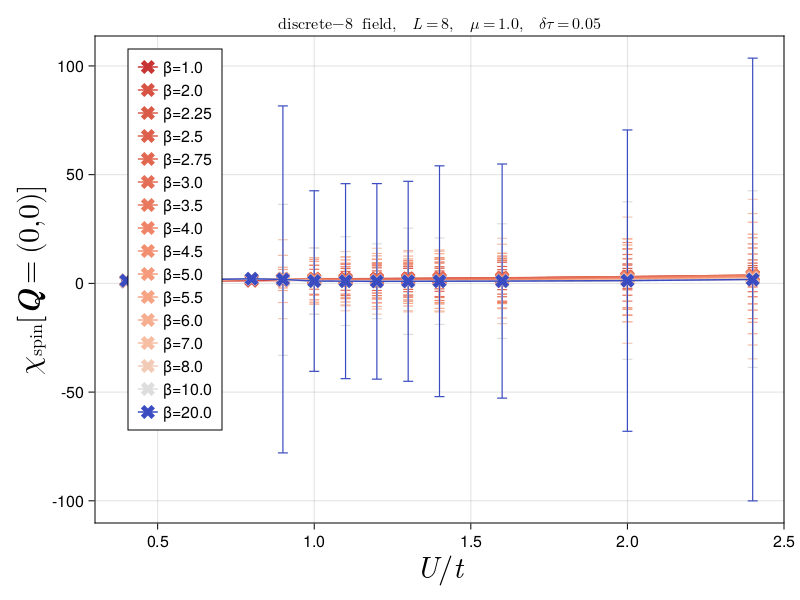 discrete−8 field, L = 8, μ = 1.0, δτ = 0.05
χspin[Q = (0,0)]
100
50
0
-50
-100
β=1.0
β=2.0
β=2.25
β=2.5
β=2.75
β=3.0
β=3.5
β=4.0
β=4.5
β=5.0
β=5.5
β=6.0
β=7.0
β=8.0
β=10.0
β=20.0
0.5
1.0
1.5
2.0
2.5
U/t